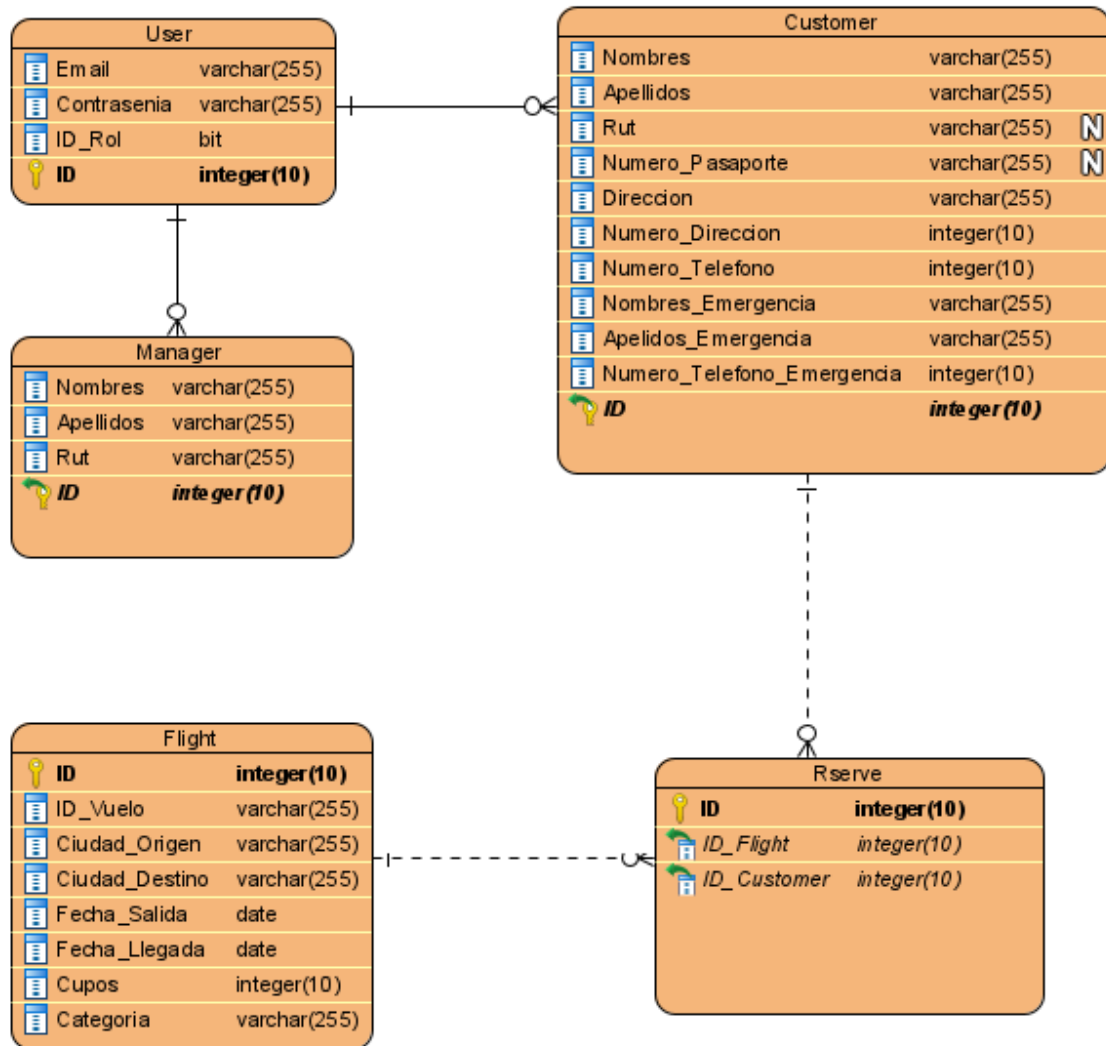 User
Email varchar(255)
Contrasenia varchar(255)
ID_Rol bit
ID integer(10)
Customer
Nombres varchar(255)
Apellidos varchar(255)
Rut varchar(255) N
Numero_Pasaporte varchar(255) N
Direccion varchar(255)
Numero_Direccion integer(10)
Numero_Telefono integer(10)
Nombres_Emergencia varchar(255)
Apelidos_Emergencia varchar(255)
Numero_Telefono_Emergencia integer(10)
ID integer(10)
Manager
Nombres varchar(255)
Apellidos varchar(255)
Rut varchar(255)
ID integer(10)
Flight
ID integer(10)
ID_Vuelo varchar(255)
Ciudad_Origen varchar(255)
Ciudad_Destino varchar(255)
Fecha_Salida date
Fecha_Llegada date
Cupos integer(10)
Categoria varchar(255)
Rserve
ID integer(10)
ID_Flight integer(10)
ID_Customer integer(10)